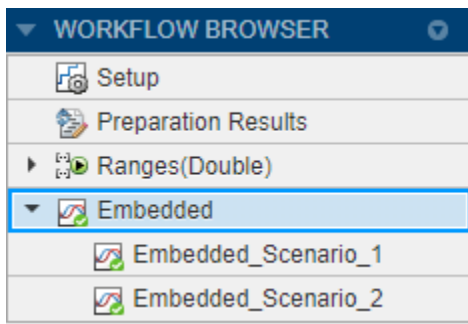 WORKFLOW BROWSER
Setup
Preparation Results
Ranges(Double)
Embedded
Embedded_Scenario_1
Embedded_Scenario_2